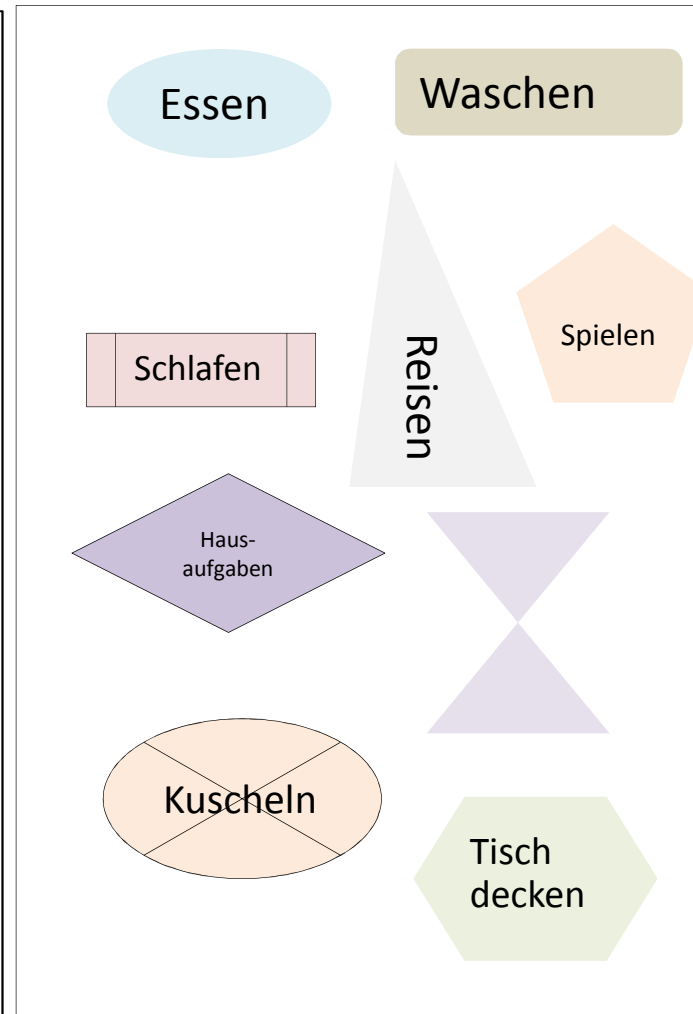 Essen
Waschen
Spielen
Reisen
Schlafen
Haus-
aufgaben
Kuscheln
Tisch
decken